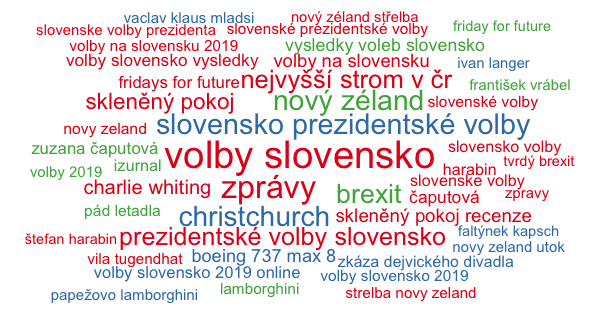 vaclav klaus mladsi
nový zéland střelba
slovenske volby prezidenta
slovenské prezidentské volby
friday for future
volby na slovensku 2019
vysledky voleb slovensko
volby slovensko vysledky
volby na slovensku
ivan langer
fridays for future
nejvyšší strom v čr
františek vrábel
skleněný pokoj
nový zéland
slovenské volby
novy zeland
slovensko prezidentské volby
zuzana čaputová
volby slovensko
slovensko volby
izurnal
tvrdý brexit
volby 2019
harabin
charlie whiting
zprávy
brexit
slovenske volby
čaputová
zpravy
pád letadla
christchurch
skleněný pokoj recenze
štefan harabin
prezidentské volby slovensko
faltýnek kapsch
novy zeland utok
vila tugendhat
boeing 737 max 8
zkáza dejvického divadla
volby slovensko 2019 online
volby slovensko 2019
papežovo lamborghini
lamborghini
strelba novy zeland